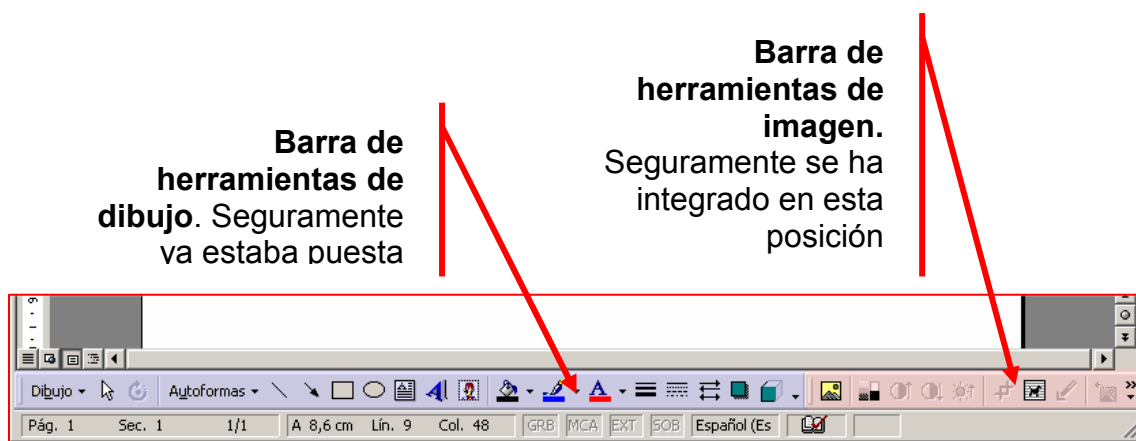 Barra de
herramientas de
dibujo. Seguramente
ya estaba puesta
Barra de
herramientas de
imagen.
Seguramente se ha
integrado en esta
posición
Dibujo Autoformas
Pág. 1 Sec. 1 1/1 A 8,6 cm Lín. 9 Col. 48 GRB MCA EXT SOB Español (Es